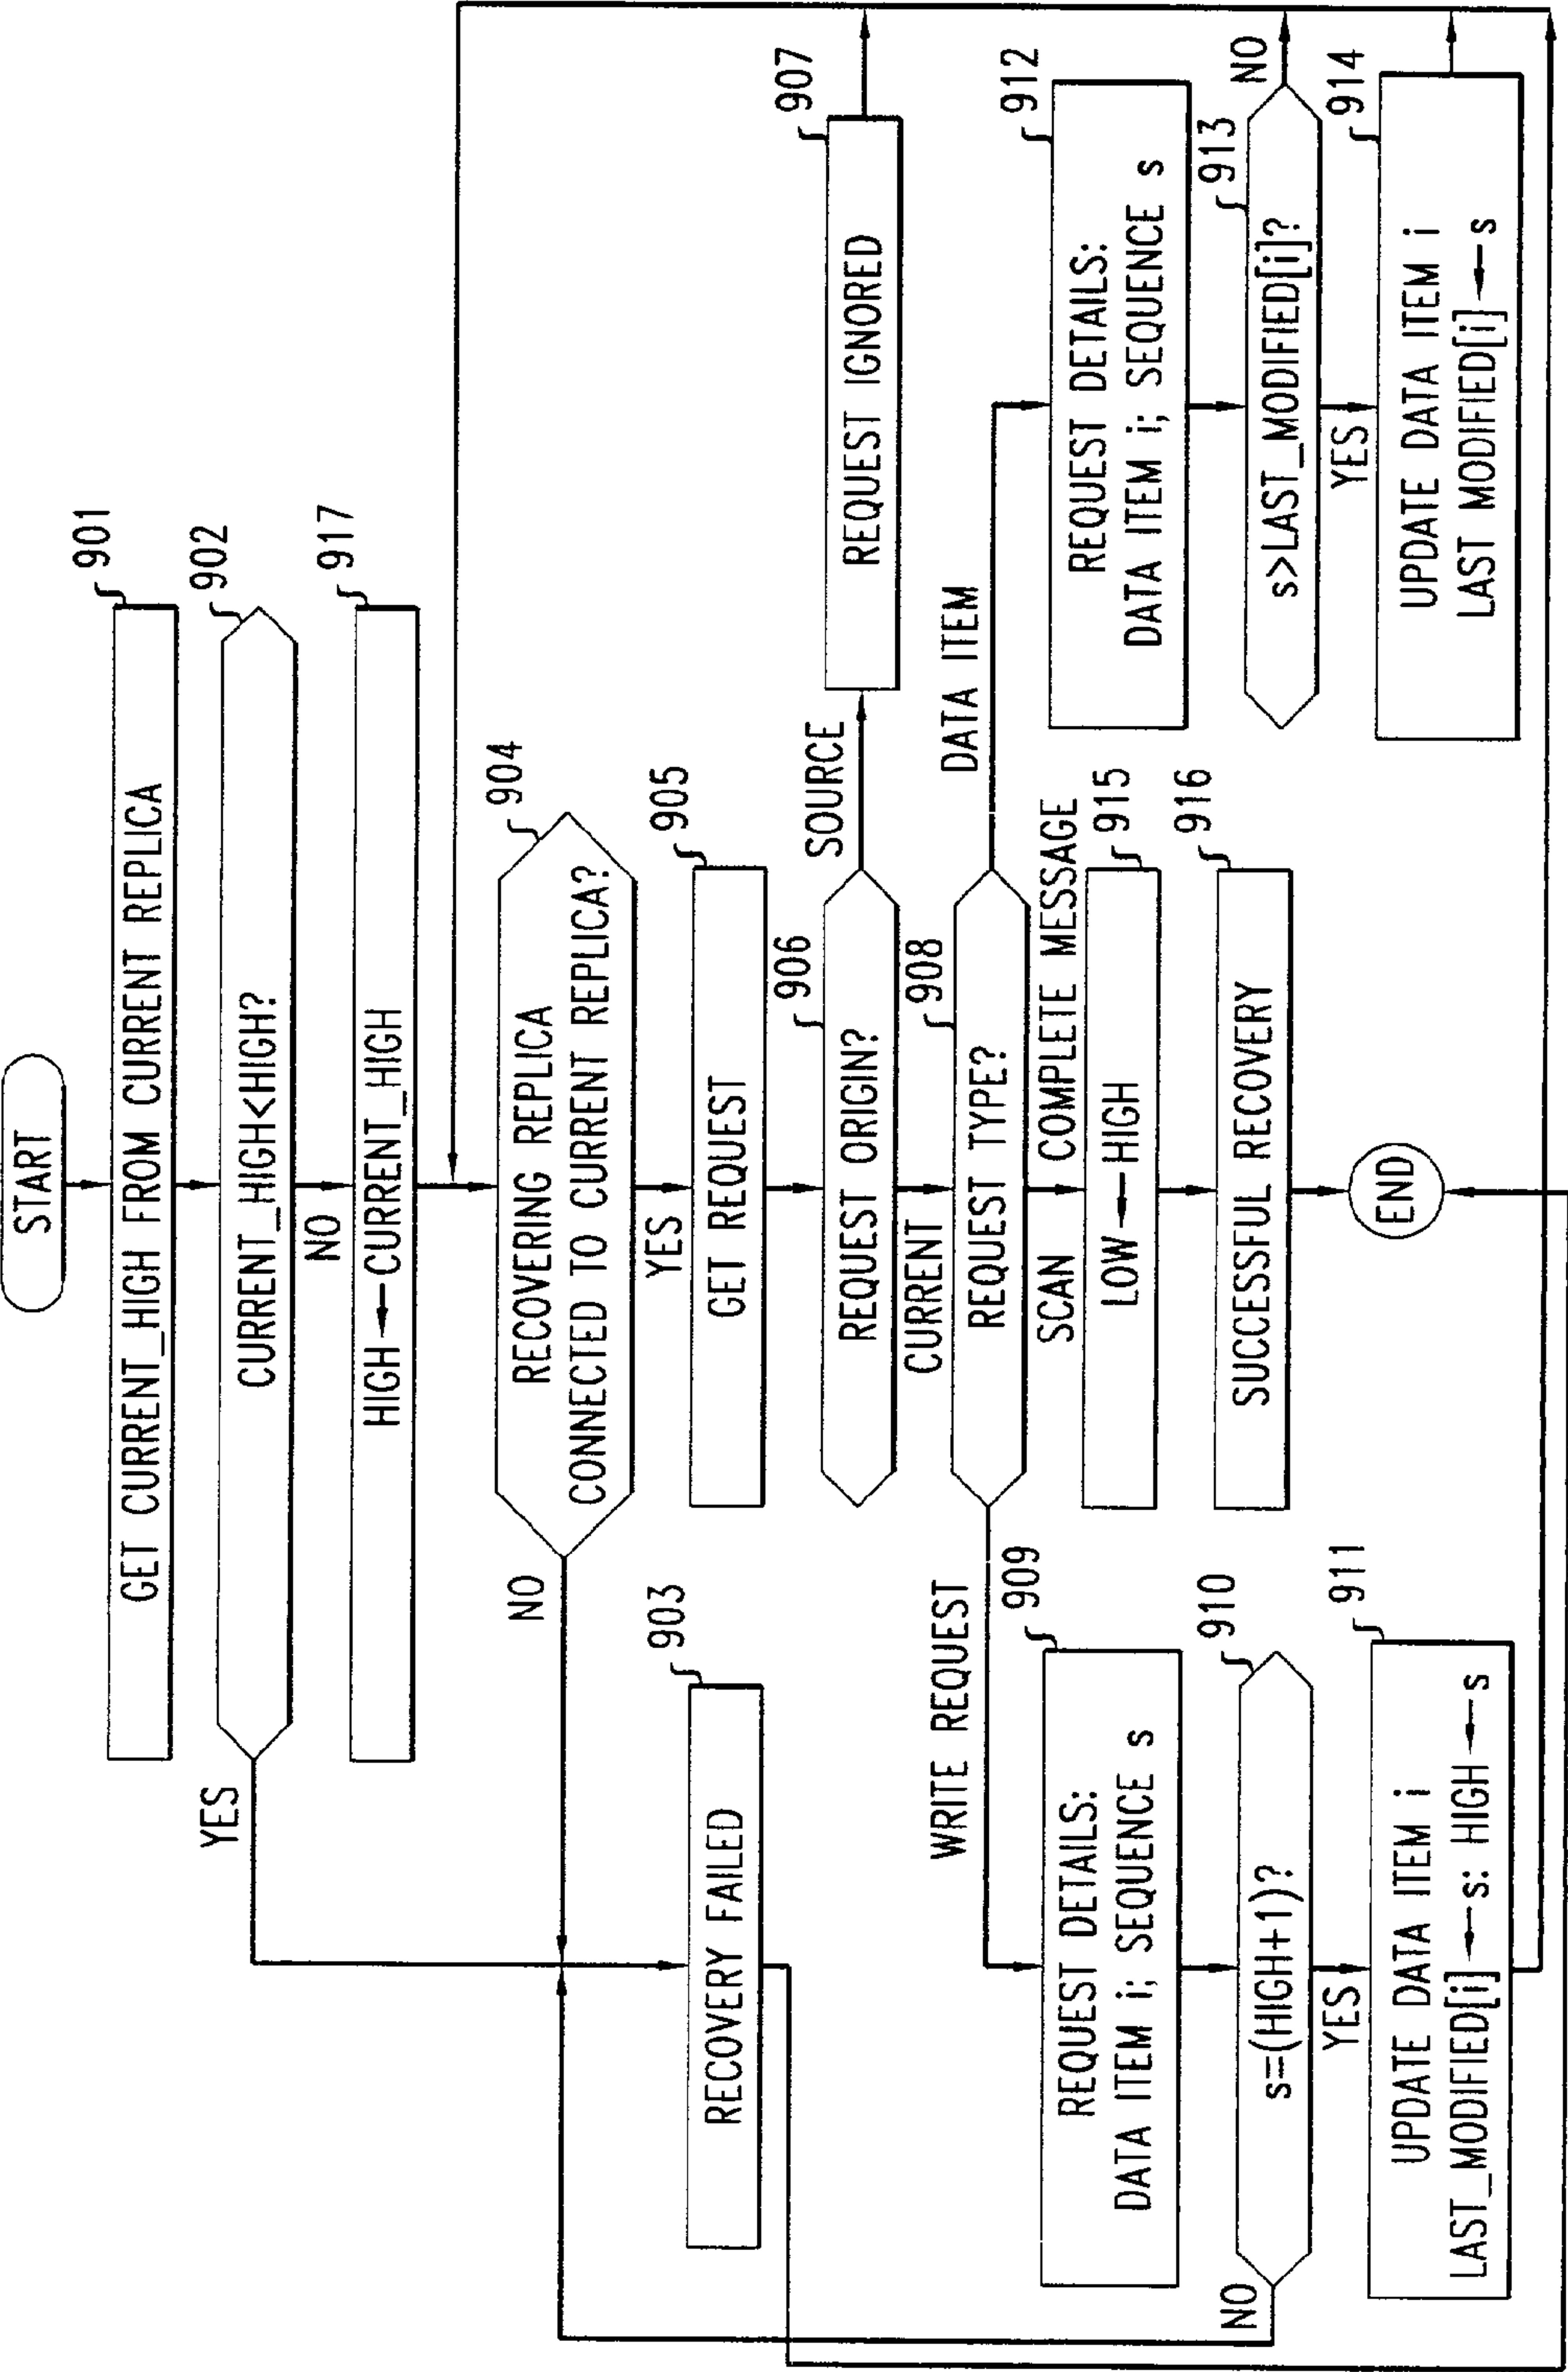 START
901
GET CURRENT_HIGH FROM CURRENT REPLICA
902
CURRENT_HIGH<HIGH?
YES
NO
917
HIGH←CURRENT_HIGH
904
RECOVERING REPLICA
CONNECTED TO CURRENT REPLICA?
NO
YES
903
RECOVERY FAILED
905
GET REQUEST
906
REQUEST ORIGIN?
SOURCE
907
REQUEST IGNORED
CURRENT
908
REQUEST TYPE?
WRITE REQUEST
SCAN COMPLETE MESSAGE
DATA ITEM
909
REQUEST DETAILS:
DATA ITEM i; SEQUENCE s
910
s=(HIGH+1)?
NO
YES
911
UPDATE DATA ITEM i
LAST_MODIFIED[i]←s: HIGH←s
915
LOW←HIGH
916
SUCCESSFUL RECOVERY
END
912
REQUEST DETAILS:
DATA ITEM i; SEQUENCE s
913
s>LAST_MODIFIED[i]?
NO
YES
914
UPDATE DATA ITEM i
LAST MODIFIED[i]←s